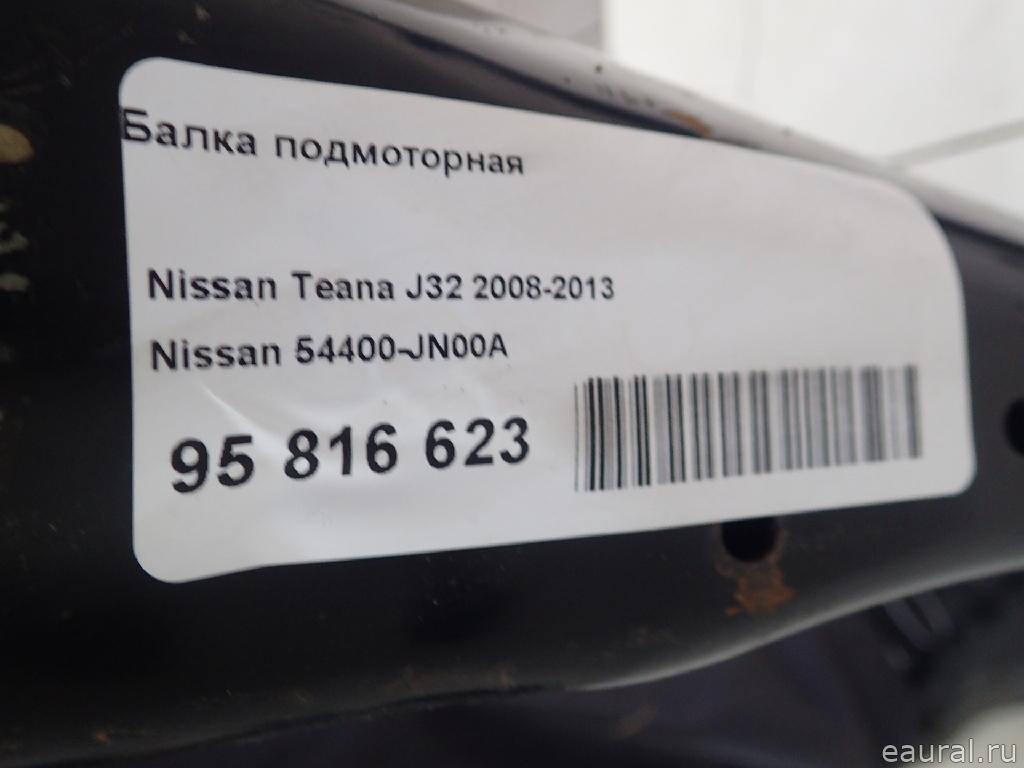 Балка подмоторная
Nissan Teana J32 2008-2013
Nissan 54400-JN00A
95 816 623
eaural.ru